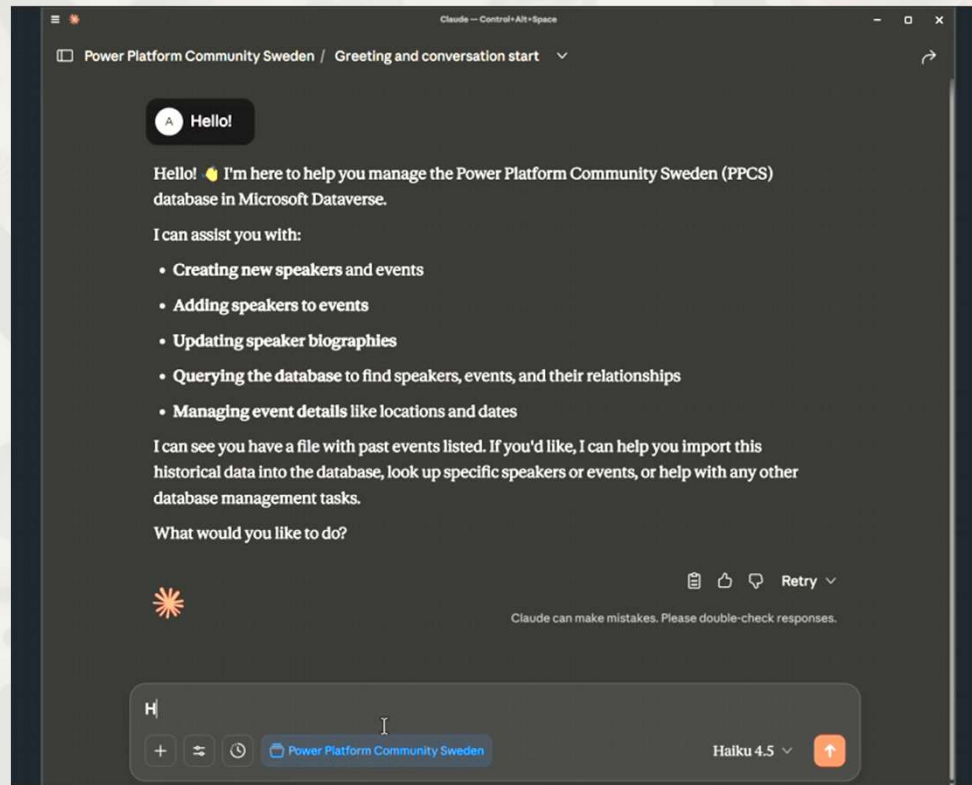 Claude — Control+Alt+Space
Power Platform Community Sweden / Greeting and conversation start
A Hello!
Hello! 👋 I'm here to help you manage the Power Platform Community Sweden (PPCS)
database in Microsoft Dataverse.
I can assist you with:
• Creating new speakers and events
• Adding speakers to events
• Updating speaker biographies
• Querying the database to find speakers, events, and their relationships
• Managing event details like locations and dates
I can see you have a file with past events listed. If you'd like, I can help you import this
historical data into the database, look up specific speakers or events, or help with any other
database management tasks.
What would you like to do?
Retry
Claude can make mistakes. Please double-check responses.
H
Power Platform Community Sweden
Haiku 4.5